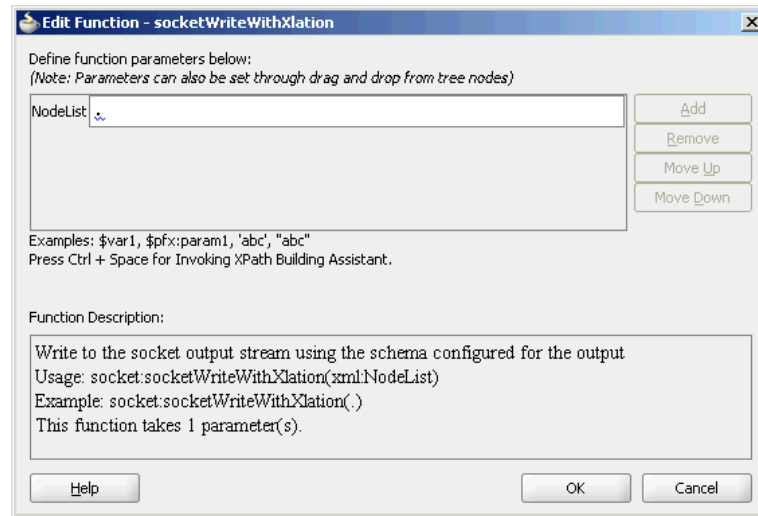 Edit Function - socketWriteWithXlation
Define function parameters below:
(Note: Parameters can also be set through drag and drop from tree nodes)
NodeList .
Add
Remove
Move Up
Move Down
Examples: $var1, $pfx:param1, 'abc', "abc"
Press Ctrl + Space for Invoking XPath Building Assistant.
Function Description:
Write to the socket output stream using the schema configured for the output
Usage: socket:socketWriteWithXlation(xml:NodeList)
Example: socket:socketWriteWithXlation(.)
This function takes 1 parameter(s).
Help
OK
Cancel